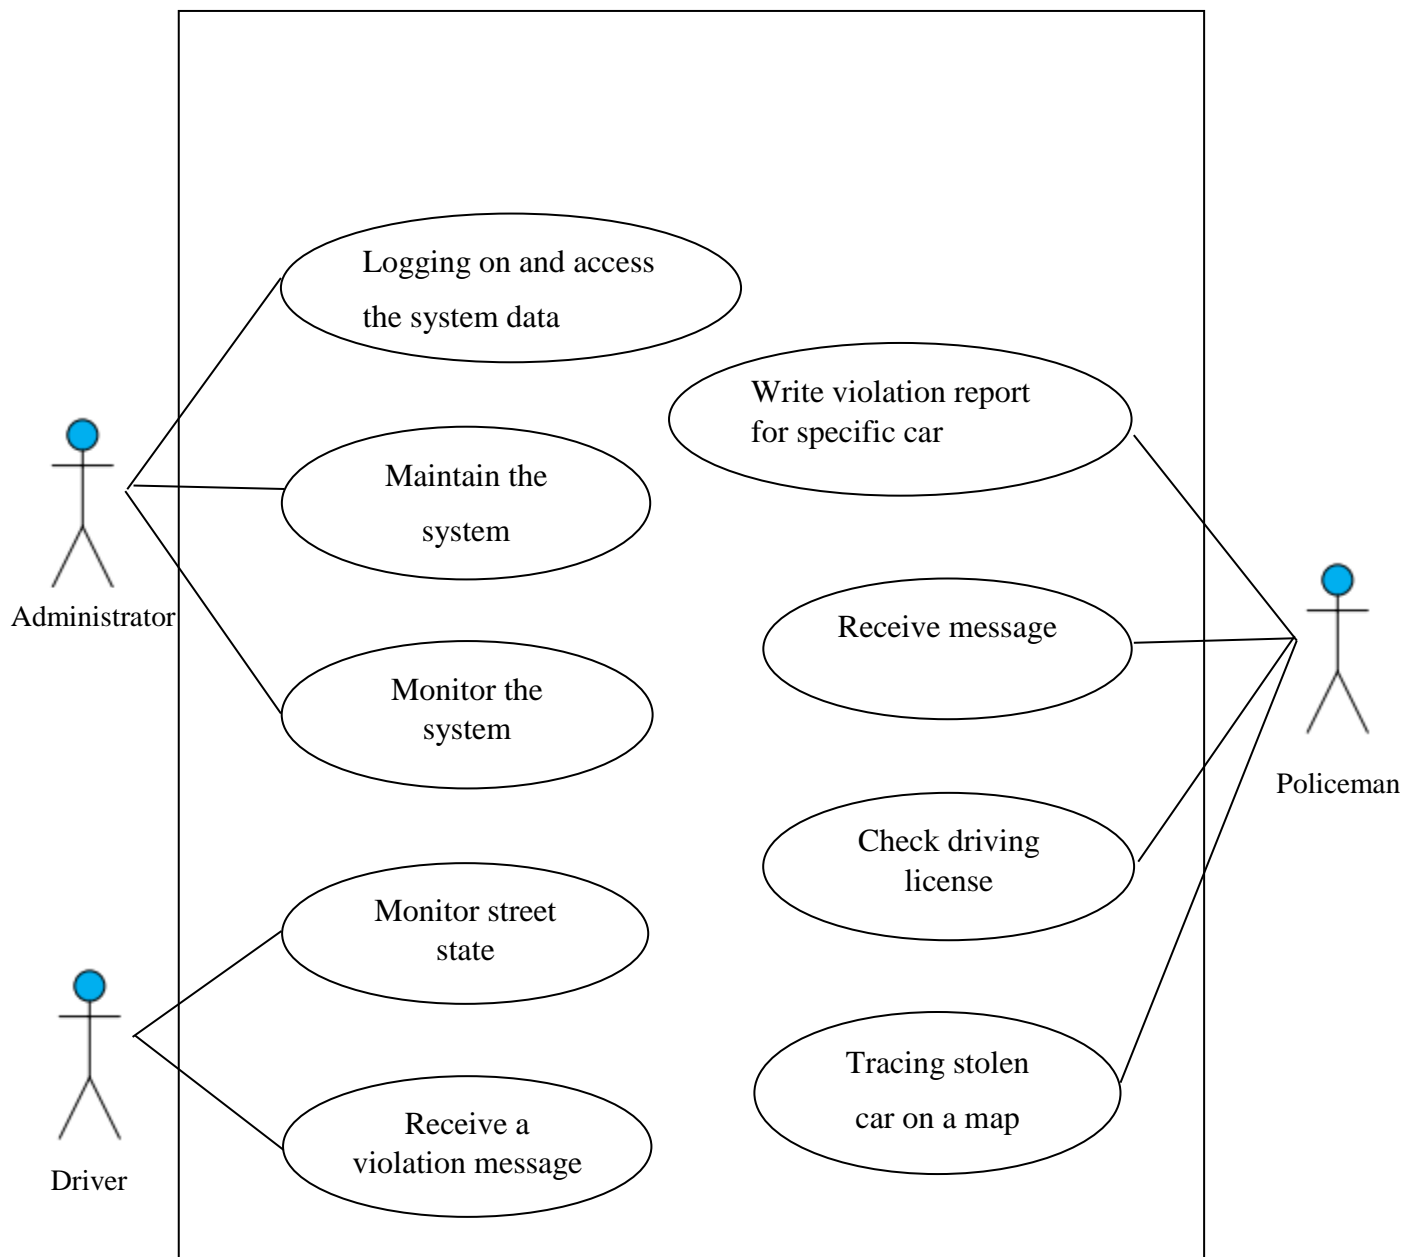 Logging on and access
the system data
Write violation report
for specific car
Maintain the
system
Administrator
Receive message
Monitor the
system
Policeman
Check driving
license
Monitor street
state
Tracing stolen
car on a map
Receive a
violation message
Driver